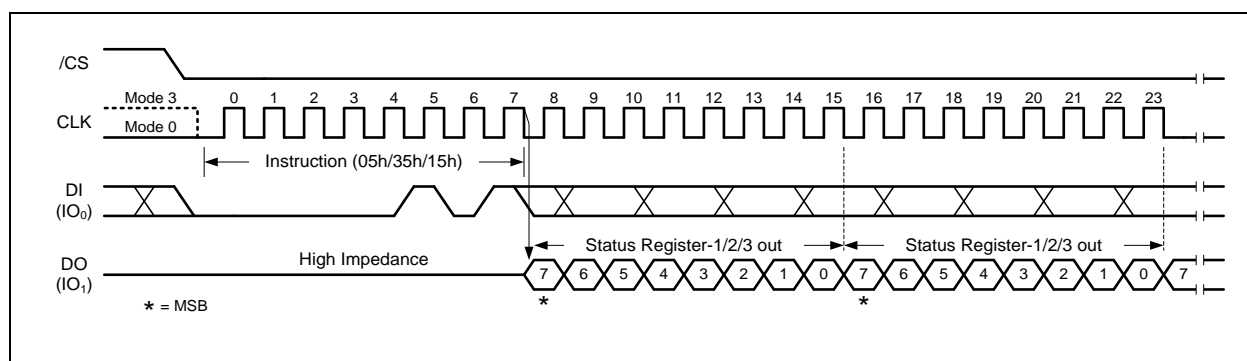 /CS
Mode 3
0 1 2 3 4 5 6 7 8 9 10 11 12 13 14 15 16 17 18 19 20 21 22 23
CLK
Mode 0
Instruction (05h/35h/15h)
DI
(IO₀)
Status Register-1/2/3 out Status Register-1/2/3 out
High Impedance
DO
(IO₁)
7 6 5 4 3 2 1 0 7 6 5 4 3 2 1 0 7
* *
* = MSB